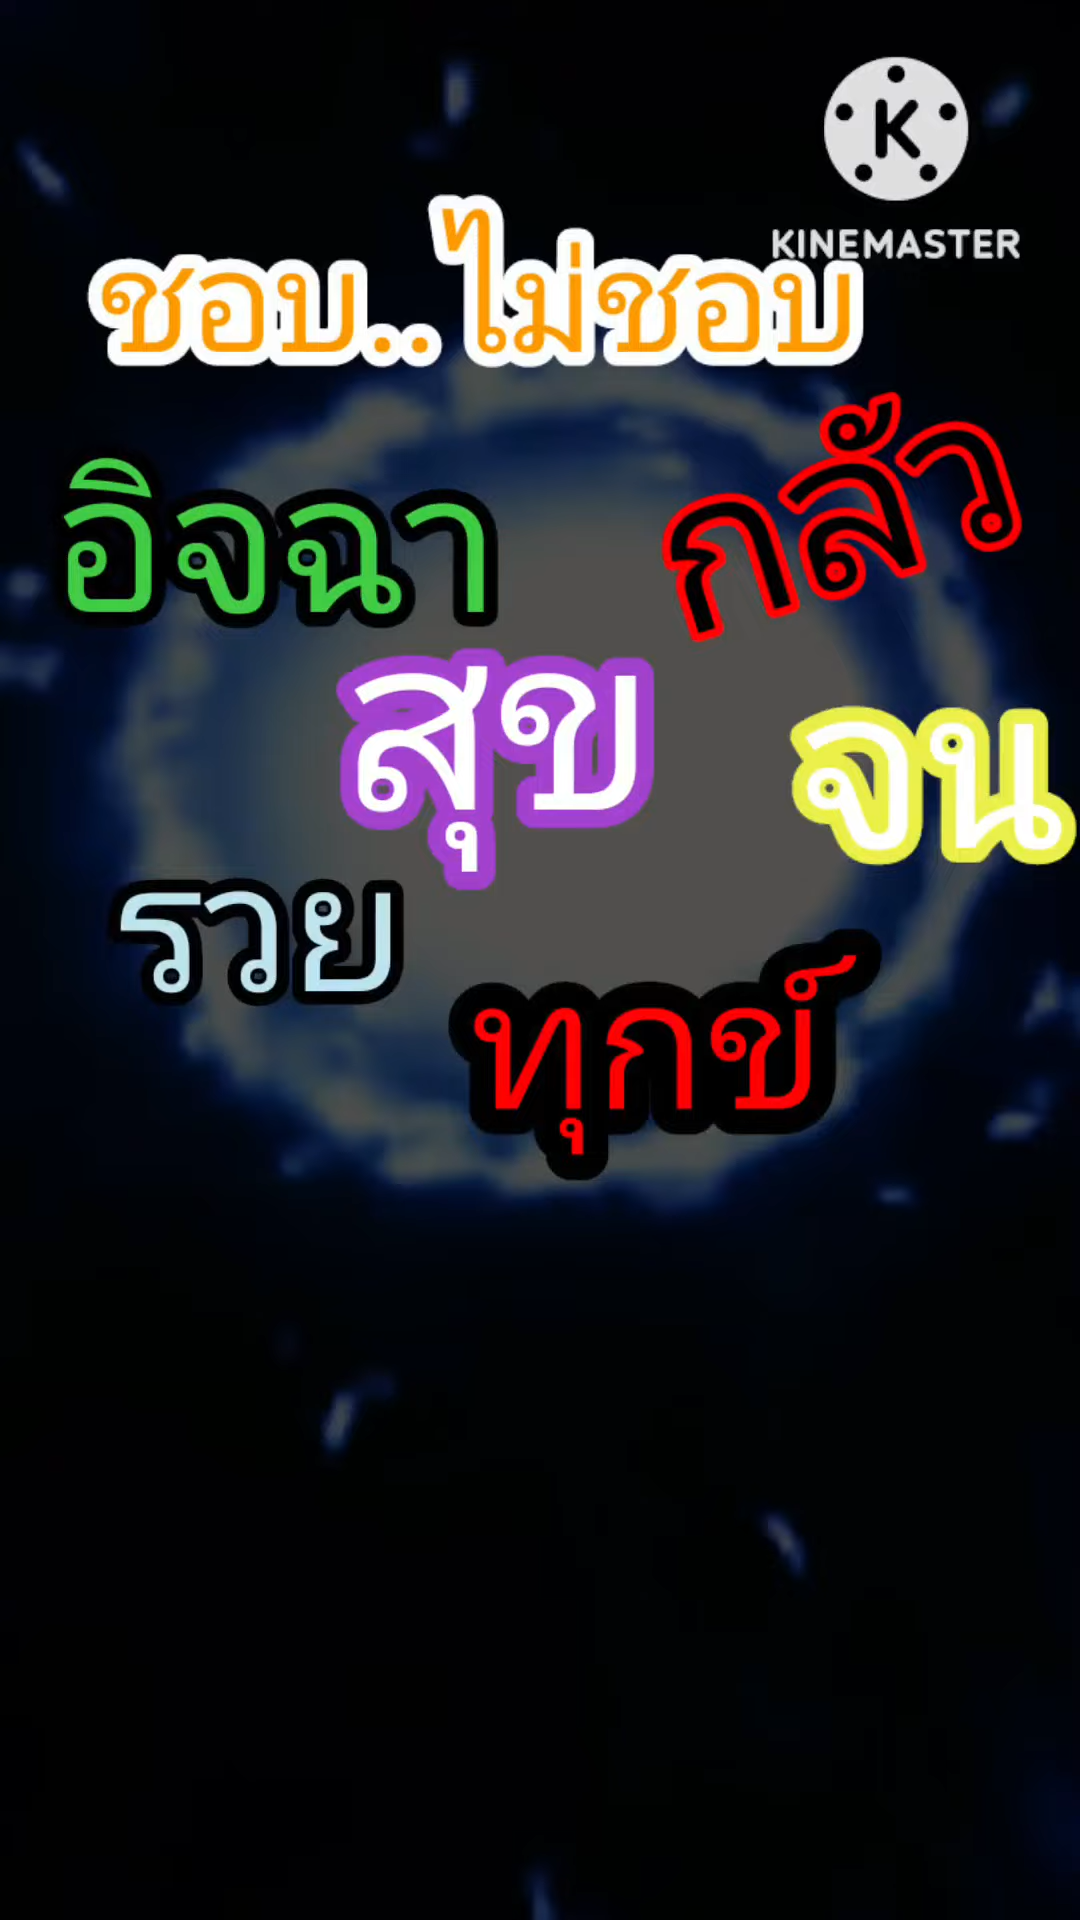 KINEMASTER
ชอบ..ไม่ชอบ
อิจฉา
กลัว
สุข
จน
รวย
ทุกข์